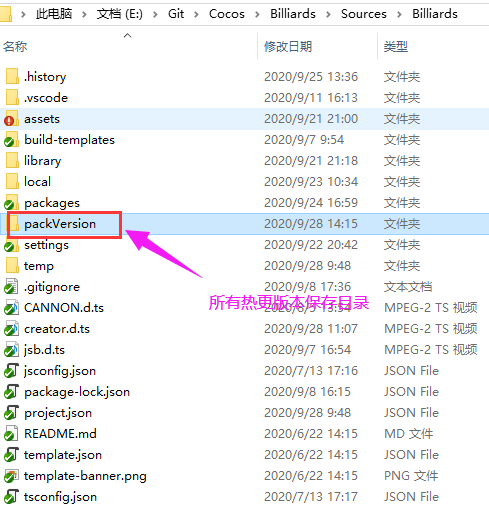 此电脑 > 文档 (E:) > Git > Cocos > Billiards > Sources > Billiards
名称 修改日期 类型
.history 2020/9/25 13:36 文件夹
.vscode 2020/9/11 16:13 文件夹
assets 2020/9/21 21:00 文件夹
build-templates 2020/9/7 9:54 文件夹
library 2020/9/21 21:18 文件夹
local 2020/9/23 10:34 文件夹
packages 2020/9/24 16:59 文件夹
packVersion 2020/9/28 14:15 文件夹
settings 2020/9/22 20:42 文件夹
temp 2020/9/28 9:48 文件夹
.gitignore 2020/9/8 17:36 文本文档
所有热更版本保存目录
CANNON.d.ts MPEG-2 TS 视频
creator.d.ts 2020/9/28 11:07 MPEG-2 TS 视频
jsb.d.ts 2020/9/7 16:54 MPEG-2 TS 视频
jsconfig.json 2020/7/13 17:16 JSON File
package-lock.json 2020/9/8 16:15 JSON File
project.json 2020/9/28 9:48 JSON File
README.md 2020/6/22 14:15 MD 文件
template.json 2020/6/22 14:15 JSON File
template-banner.png 2020/6/22 14:15 PNG 文件
tsconfig.json 2020/7/13 17:17 JSON File